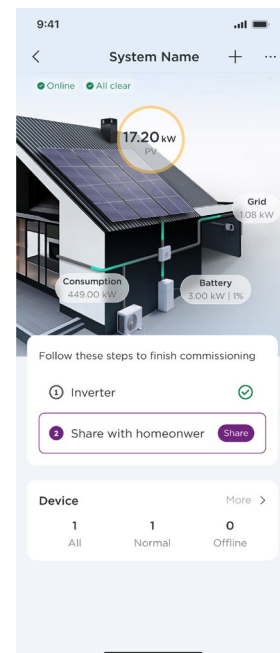 9:41
System Name
Online All clear
17.20 kW
PV
Grid
1.08 kW
Consumption
449.00 kW
Battery
3.00 kW | 1%
Follow these steps to finish commissioning
1 Inverter
2 Share with homeonwer Share
Device More
1 1 0
All Normal Offline